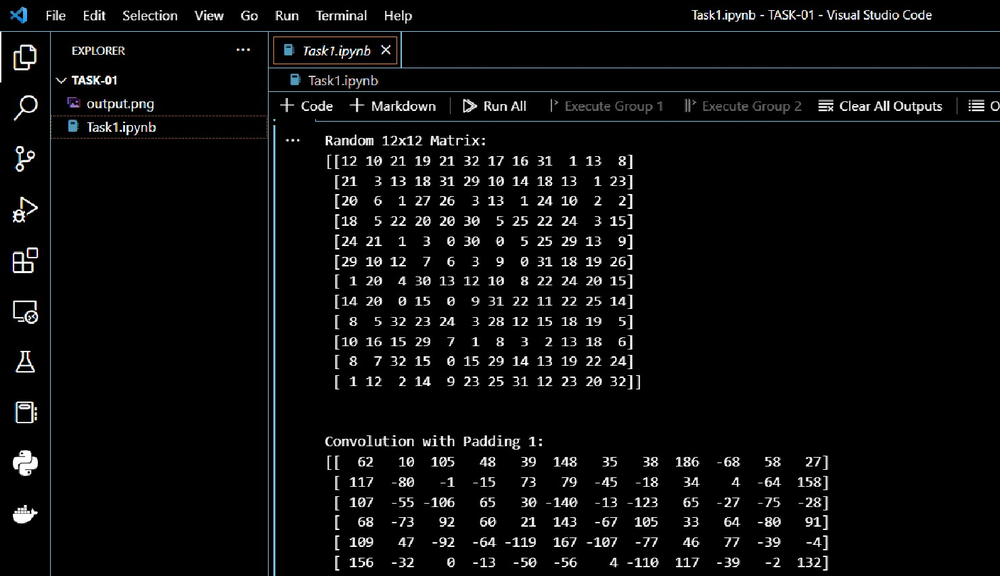 File Edit Selection View Go Run Terminal Help Task1.ipynb - TASK-01 - Visual Studio Code
EXPLORER ···
TASK-01
output.png
Task1.ipynb
Task1.ipynb
Task1.ipynb
+ Code + Markdown Run All Execute Group 1 Execute Group 2 Clear All Outputs O
Random 12x12 Matrix:
[[12 10 21 19 21 32 17 16 31  1 13  8]
 [21  3 13 18 31 29 10 14 18 13  1 23]
 [20  6  1 27 26  3 13  1 24 10  2  2]
 [18  5 22 20 20 30  5 25 22 24  3 15]
 [24 21  1  3  0 30  0  5 25 29 13  9]
 [29 10 12  7  6  3  9  0 31 18 19 26]
 [ 1 20  4 30 13 12 10  8 22 24 20 15]
 [14 20  0 15  0  9 31 22 11 22 25 14]
 [ 8  5 32 23 24  3 28 12 15 18 19  5]
 [10 16 15 29  7  1  8  3  2 13 18  6]
 [ 8  7 32 15  0 15 29 14 13 19 22 24]
 [ 1 12  2 14  9 23 25 31 12 23 20 32]]
Convolution with Padding 1:
[[  62   10  105   48   39  148   35   38  186  -68   58   27]
 [ 117  -80   -1  -15   73   79  -45  -18   34    4  -64  158]
 [ 107  -55 -106   65   30 -140  -13 -123   65  -27  -75  -28]
 [  68  -73   92   60   21  143  -67  105   33   64  -80   91]
 [ 109   47  -92  -64 -119  167 -107  -77   46   77  -39   -4]
 [ 156  -32    0  -13  -50  -56    4 -110  117  -39   -2  132]